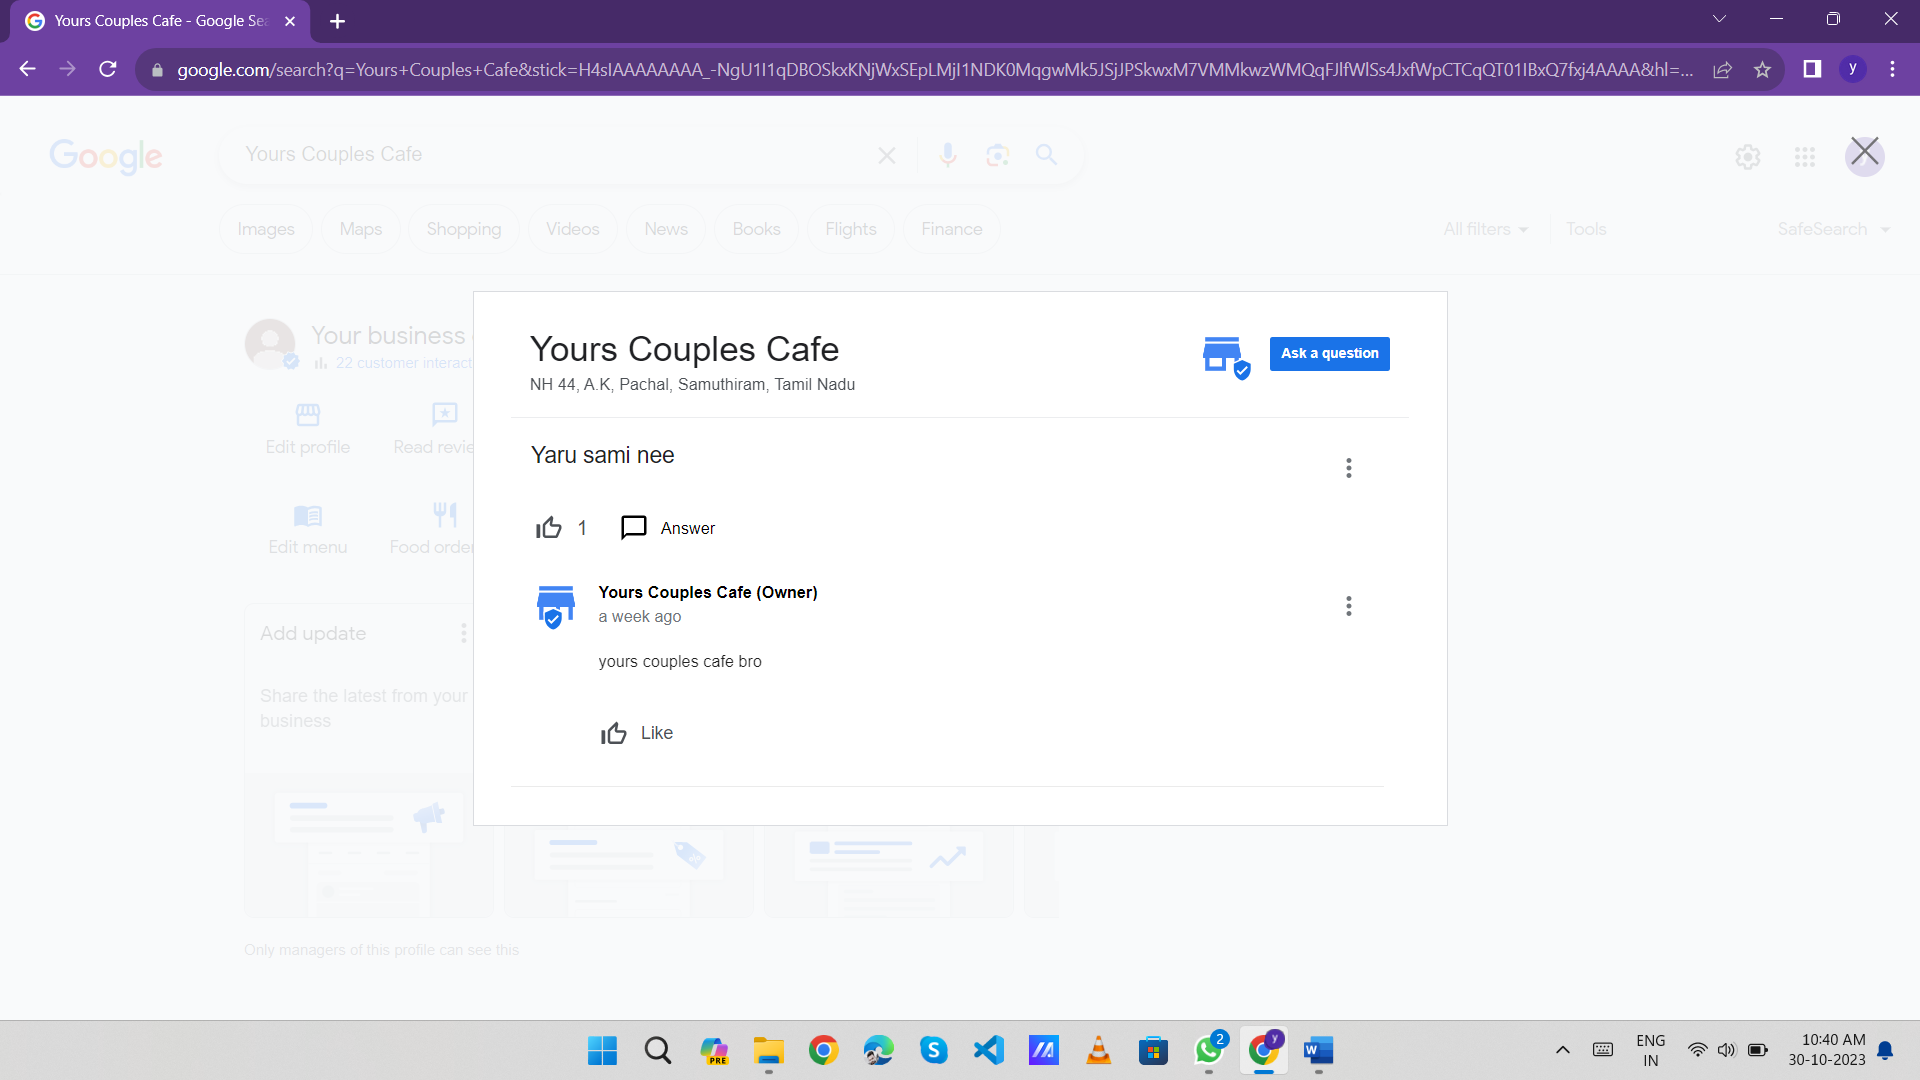 Yours Couples Cafe - Google Sea
google.com/search?q=Yours+Couples+Cafe&stick=
Google
Yours Couples Cafe
Images Maps Shopping Videos News Books Flights Finance All filters Tools SafeSearch
Your business
22 customer interact
Edit profile Read revie
Edit menu Food order
Add update
Share the latest from your
business
Only managers of this profile can see this
Yours Couples Cafe
Ask a question
NH 44, A.K, Pachal, Samuthiram, Tamil Nadu
Yaru sami nee
1 Answer
Yours Couples Cafe (Owner)
a week ago
yours couples cafe bro
Like
PRE
2
y
ENG
IN
10:40 AM
30-10-2023